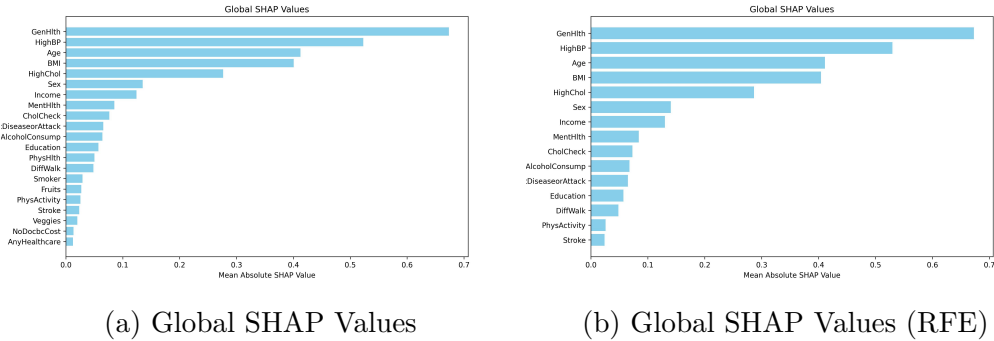 Global SHAP Values
GenHlth
HighBP
Age
BMI
HighChol
Sex
Income
MentHlth
CholCheck
:DiseaseorAttack
AlcoholConsump
Education
PhysHlth
DiffWalk
Smoker
Fruits
PhysActivity
Stroke
Veggies
NoDocbcCost
AnyHealthcare
0.0 0.1 0.2 0.3 0.4 0.5 0.6 0.7
Mean Absolute SHAP Value
(a) Global SHAP Values
Global SHAP Values
GenHlth
HighBP
Age
BMI
HighChol
Sex
Income
MentHlth
CholCheck
AlcoholConsump
:DiseaseorAttack
Education
DiffWalk
PhysActivity
Stroke
0.0 0.1 0.2 0.3 0.4 0.5 0.6 0.7
Mean Absolute SHAP Value
(b) Global SHAP Values (RFE)